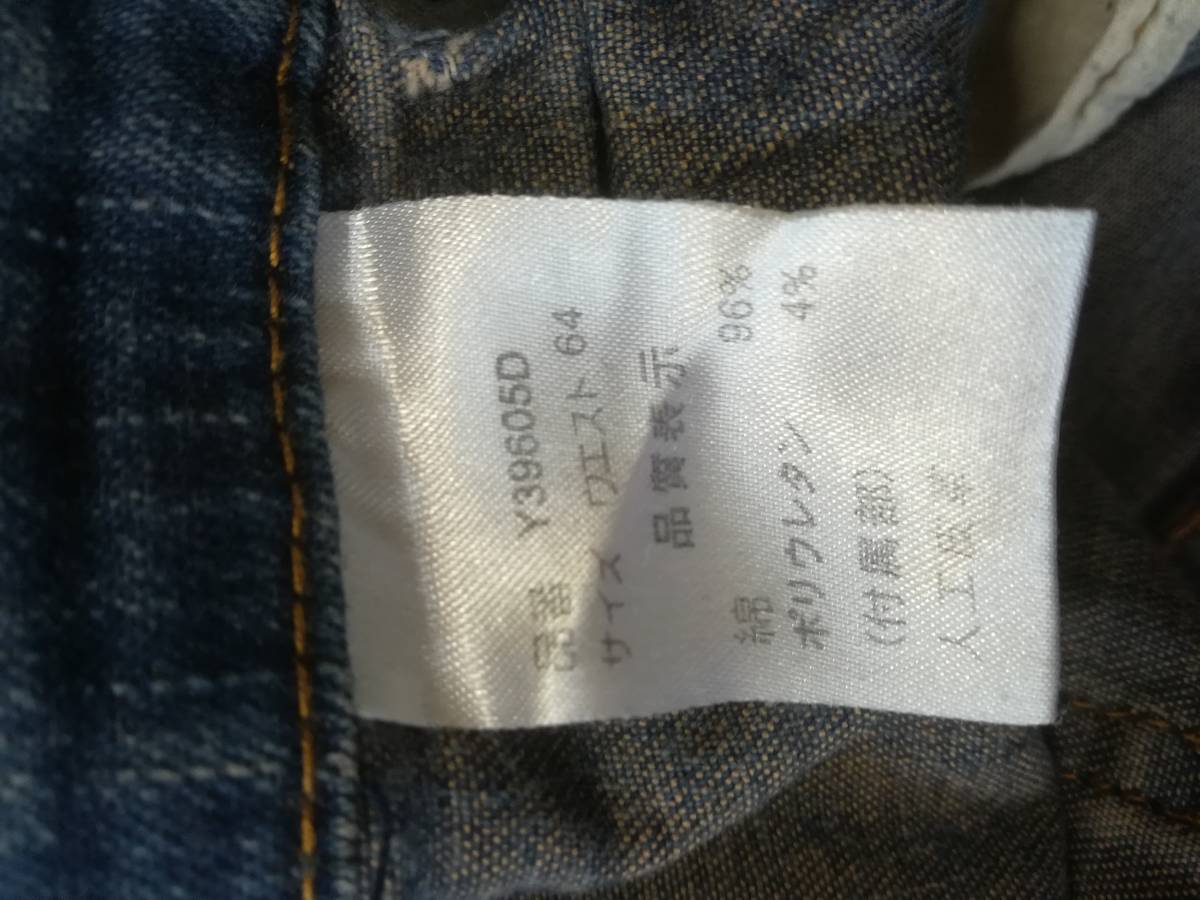 品番 Y39605D
サイズ ウエスト 64
品質表示
綿 96%
ポリウレタン 4%
(付属部)
人工皮革